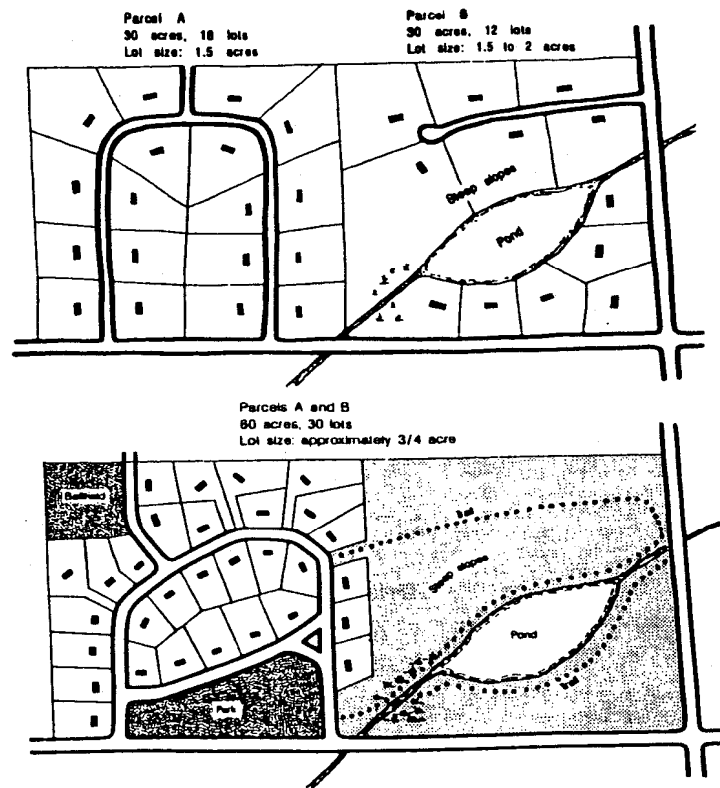 Parcel A
30 acres, 18 lots
Lot size: 1.5 acres
Parcel B
30 acres, 12 lots
Lot size: 1.5 to 2 acres
Steep slopes
Pond
Parcels A and B
60 acres, 30 lots
Lot size: approximately 3/4 acre
Ballfield
Trail
Steep slopes
Pond
Trail
Park